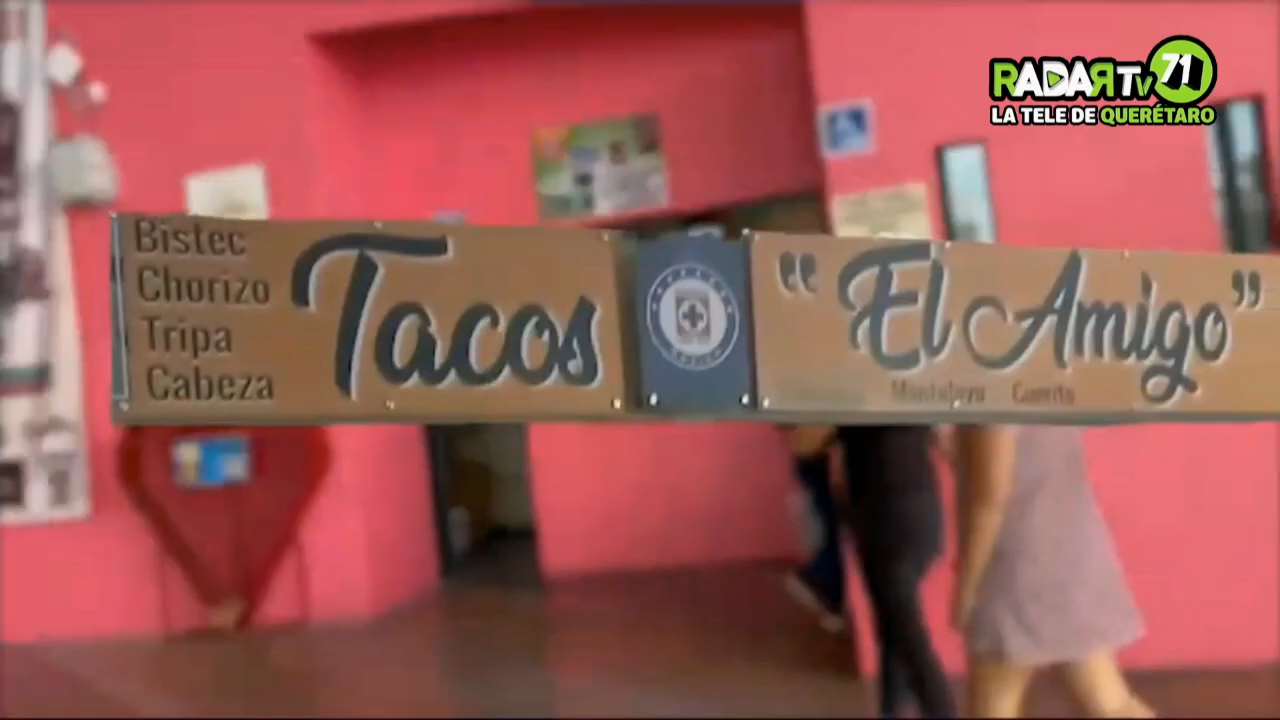 RADAR TV 71
LA TELE DE QUERÉTARO
Bistec
Chorizo
Tripa
Cabeza
Tacos
“El Amigo”